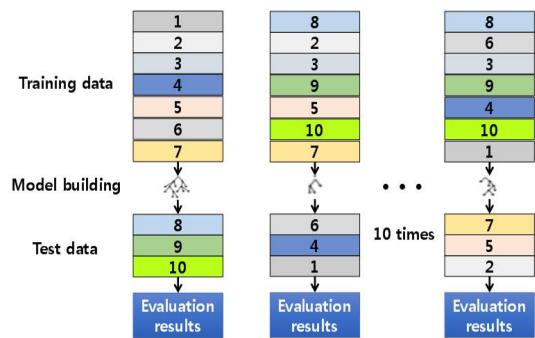 1 8 8
2 2 6
3 3 3
Training data 4 9 9
5 5 4
6 10 10
7 7 1
Model building • • •
8 6 7
Test data 9 4 10 times 5
10 1 2
Evaluation results
Evaluation results
Evaluation results